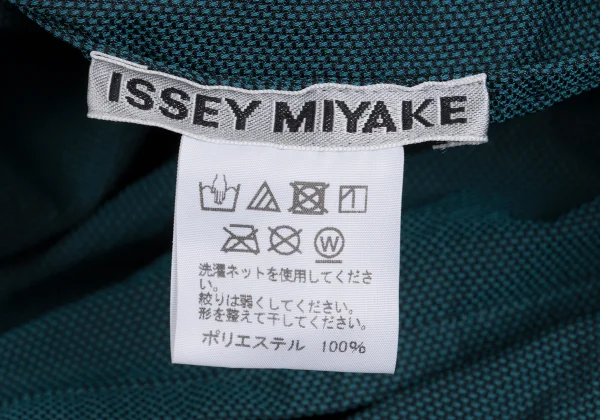 ISSEY MIYAKE
W
洗濯ネットを使用してくださ
い。
絞りは弱くしてください。
形を整えて干してください。
ポリエステル 100%